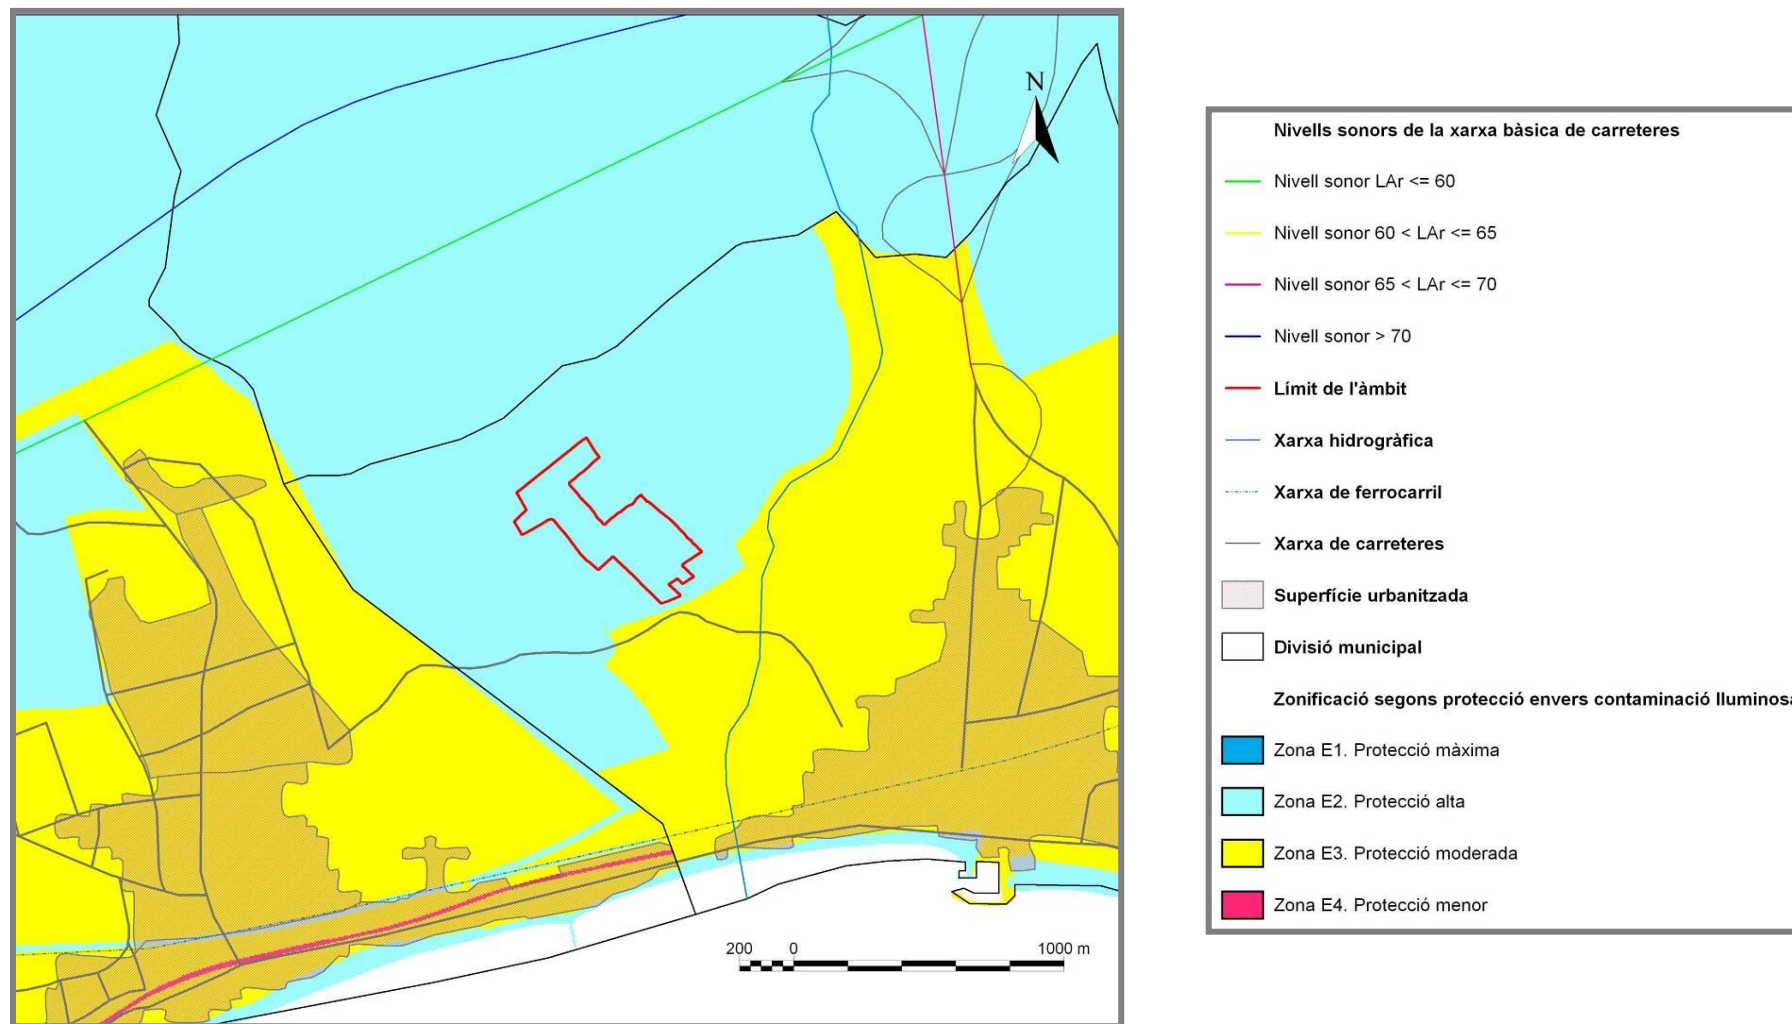 N
200 0 1000 m
Nivells sonors de la xarxa bàsica de carreteres
Nivell sonor LAr <= 60
Nivell sonor 60 < LAr <= 65
Nivell sonor 65 < LAr <= 70
Nivell sonor > 70
Límit de l'àmbit
Xarxa hidrogràfica
Xarxa de ferrocarril
Xarxa de carreteres
Superfície urbanitzada
Divisió municipal
Zonificació segons protecció envers contaminació lluminosa
Zona E1. Protecció màxima
Zona E2. Protecció alta
Zona E3. Protecció moderada
Zona E4. Protecció menor